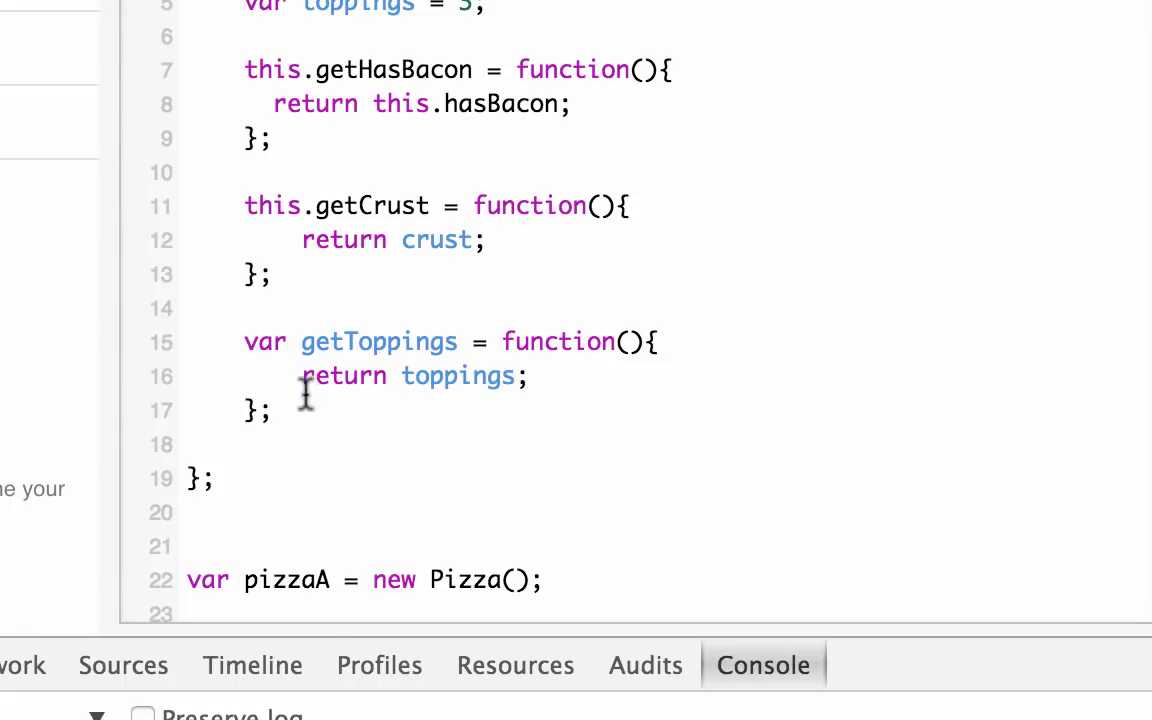 5 var toppings = 3;
6
7 this.getHasBacon = function(){
8 return this.hasBacon;
9 };
10
11 this.getCrust = function(){
12 return crust;
13 };
14
15 var getToppings = function(){
16 return toppings;
17 };
18
19 };
ne your
20
21
22 var pizzaA = new Pizza();
23
work Sources Timeline Profiles Resources Audits Console
▼ Preserve log